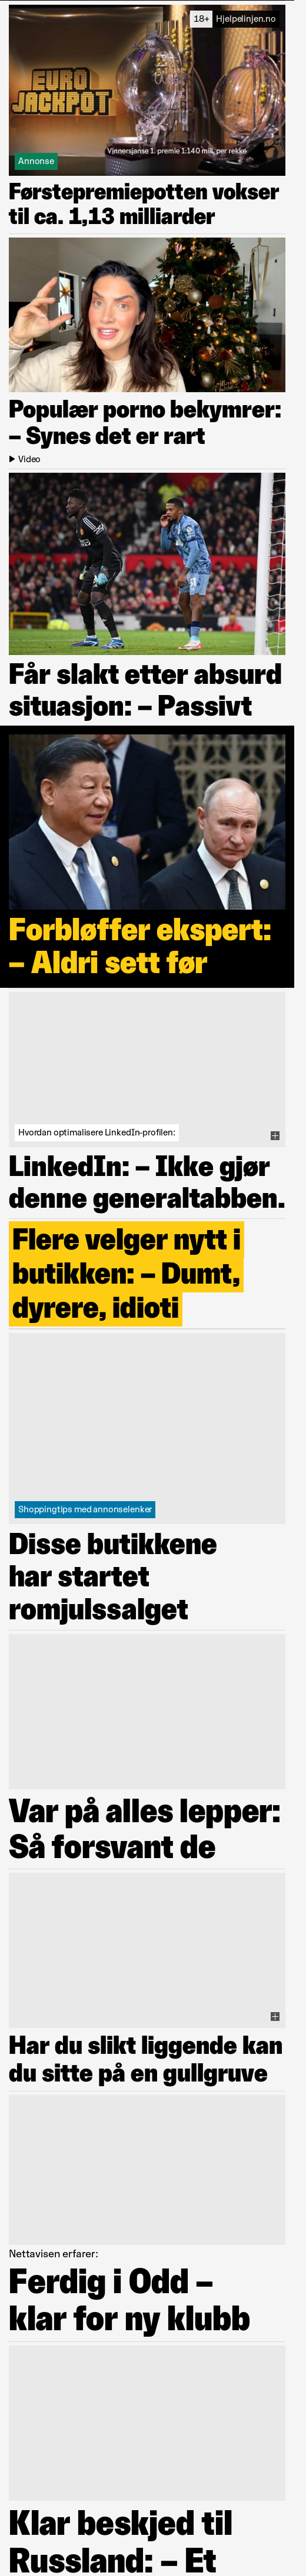 18+ Hjelpelinjen.no
EURO
JACKPOT
Vinnersjanse 1. premie 1:140 mill. per rekke
Annonse
Førstepremiepotten vokser
til ca. 1,13 milliarder
Populær porno bekymrer:
– Synes det er rart
Video
Får slakt etter absurd
situasjon: – Passivt
Forbløffer ekspert:
– Aldri sett før
Hvordan optimalisere LinkedIn-profilen:
LinkedIn: – Ikke gjør
denne generaltabben.
Flere velger nytt i
butikken: – Dumt,
dyrere, idioti
Shoppingtips med annonselenker
Disse butikkene
har startet
romjulssalget
Var på alles lepper:
Så forsvant de
Har du slikt liggende kan
du sitte på en gullgruve
Nettavisen erfarer:
Ferdig i Odd –
klar for ny klubb
Klar beskjed til
Russland: – Et